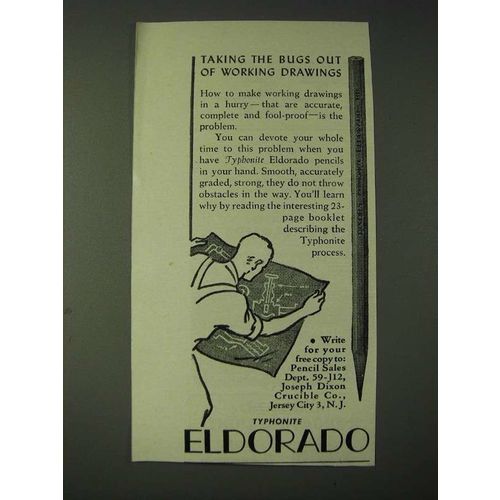 TAKING THE BUGS OUT
OF WORKING DRAWINGS
How to make working drawings
in a hurry—that are accurate,
complete and fool-proof—is the
problem.
You can devote your whole
time to this problem when you
have Typhonite Eldorado pencils
in your hand. Smooth, accurately
graded, strong, they do not throw
obstacles in the way. You'll learn
why by reading the interesting 23-
page booklet
describing the
Typhonite
process.
• Write
for your
free copy to:
Pencil Sales
Dept. 59-J12,
Joseph Dixon
Crucible Co.,
Jersey City 3, N. J.
TYPHONITE
ELDORADO